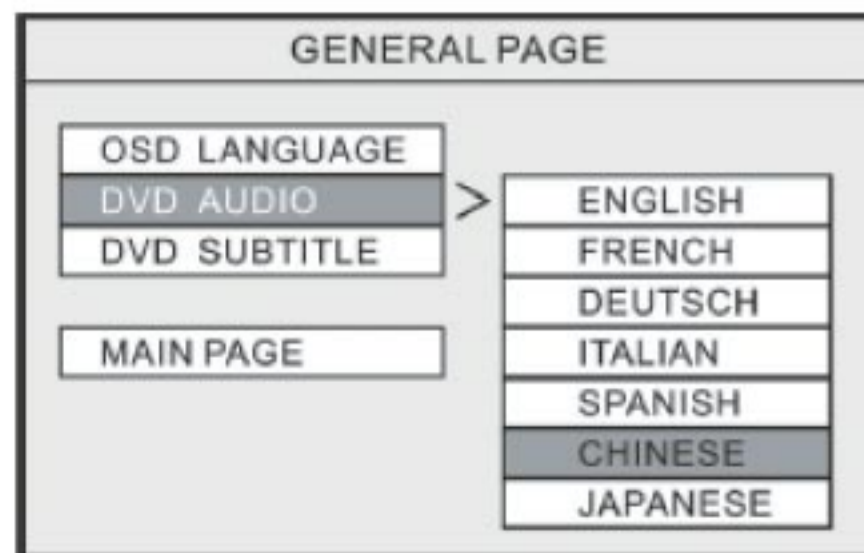 GENERAL PAGE
OSD LANGUAGE
DVD AUDIO >
DVD SUBTITLE
MAIN PAGE
ENGLISH
FRENCH
DEUTSCH
ITALIAN
SPANISH
CHINESE
JAPANESE